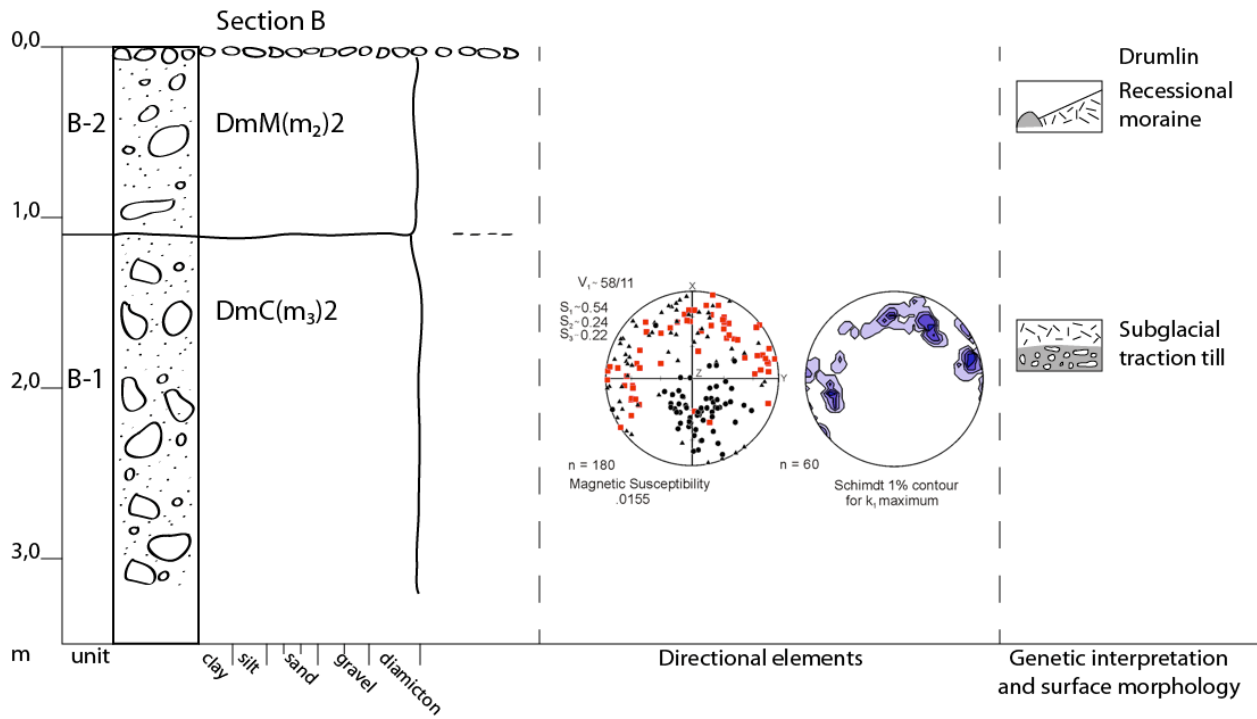 Section B
0,0
B-2
DmM(m₂)2
1,0
B-1
DmC(m₃)2
2,0
3,0
m
unit
clay
silt
sand
gravel
diamicton
V₁~ 58/11
S₁~0.54
S₂~0.24
S₃~0.22
X
Y
Z
n = 180
Magnetic Susceptibility
.0155
n = 60
Schimdt 1% contour
for k₁ maximum
Directional elements
Drumlin
Recessional
moraine
Subglacial
traction till
Genetic interpretation
and surface morphology